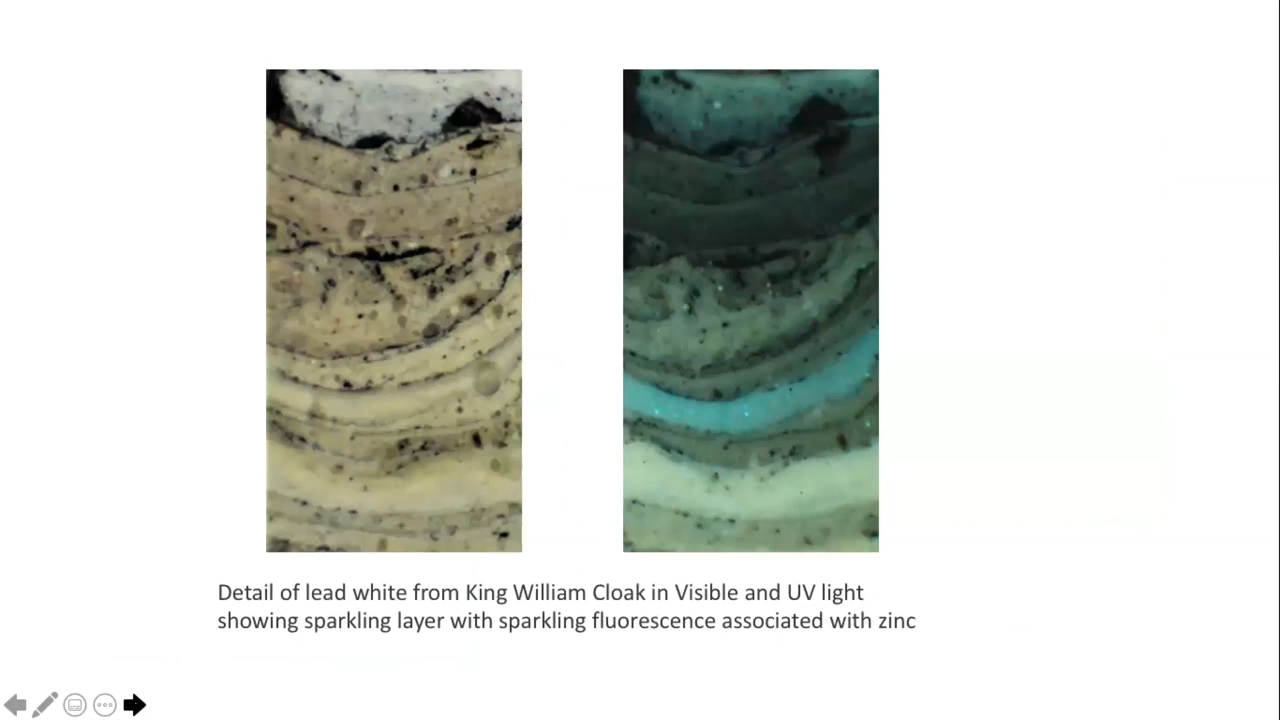 Detail of lead white from King William Cloak in Visible and UV light
showing sparkling layer with sparkling fluorescence associated with zinc